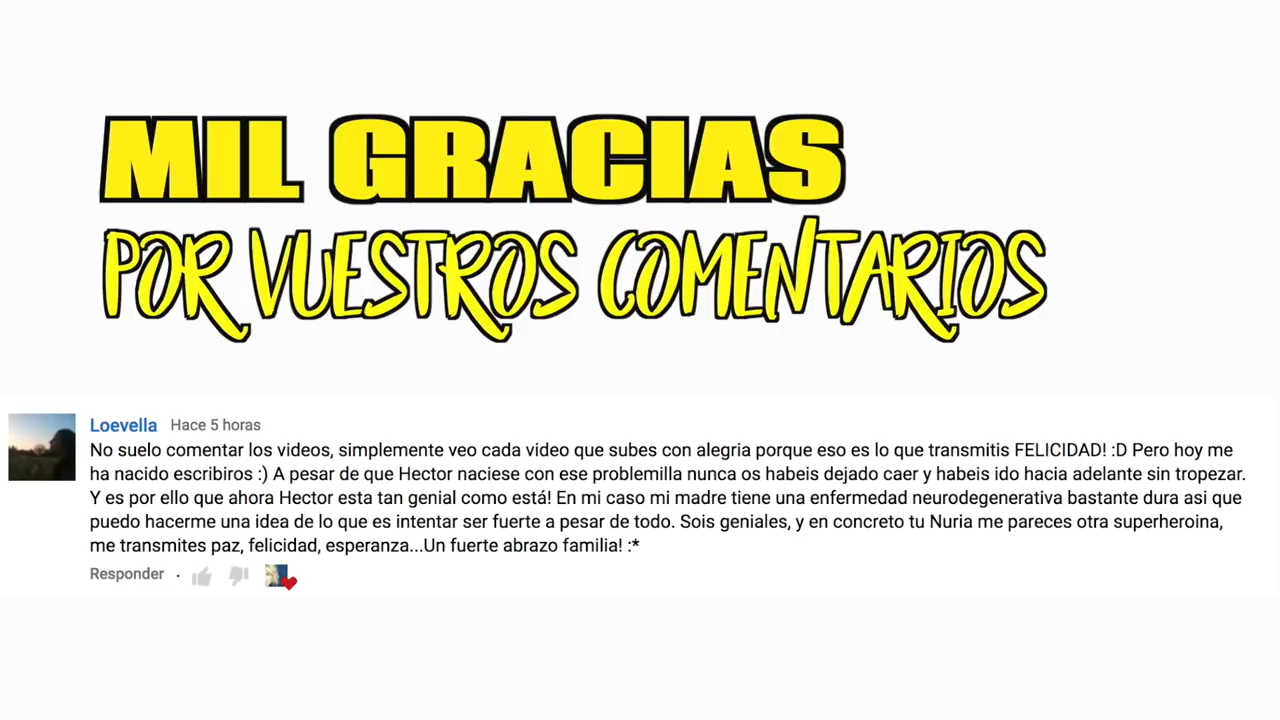 MIL GRACIAS
POR VUESTROS COMENTARIOS
Loevella Hace 5 horas
No suelo comentar los videos, simplemente veo cada video que subes con alegria porque eso es lo que transmitis FELICIDAD! :D Pero hoy me
ha nacido escribiros :) A pesar de que Hector naciese con ese problemilla nunca os habeis dejado caer y habeis ido hacia adelante sin tropezar.
Y es por ello que ahora Hector esta tan genial como está! En mi caso mi madre tiene una enfermedad neurodegenerativa bastante dura asi que
puedo hacerme una idea de lo que es intentar ser fuerte a pesar de todo. Sois geniales, y en concreto tu Nuria me pareces otra superheroina,
me transmites paz, felicidad, esperanza...Un fuerte abrazo familia! :*
Responder ·